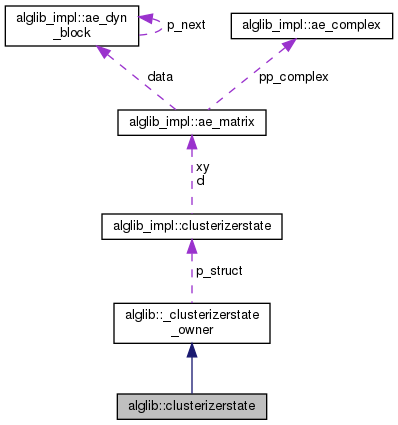 alglib_impl::ae_dyn
_block
p_next
alglib_impl::ae_complex
data
pp_complex
alglib_impl::ae_matrix
xy
d
alglib_impl::clusterizerstate
p_struct
alglib::_clusterizerstate
_owner
alglib::clusterizerstate